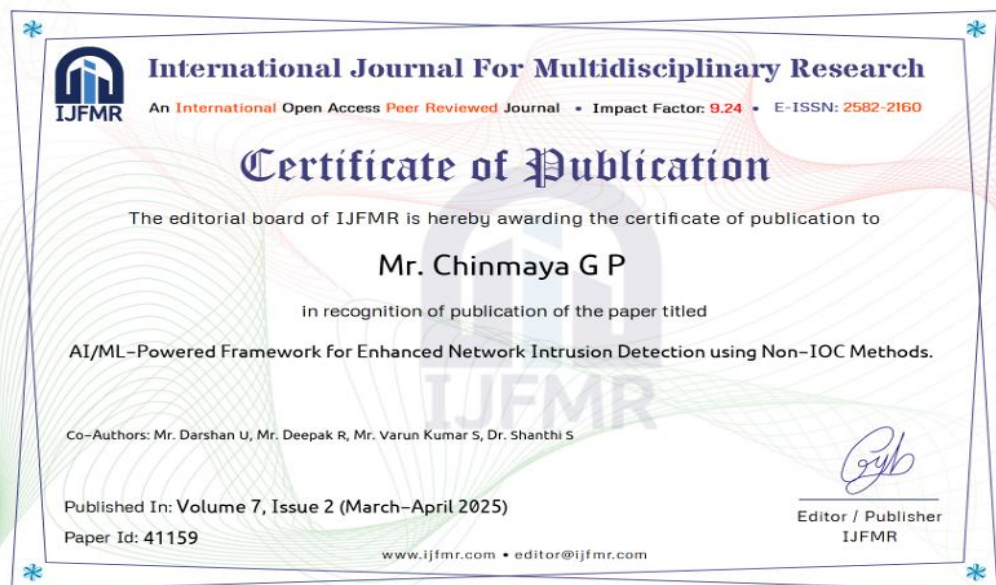 International Journal For Multidisciplinary Research
IJFMR
An International Open Access Peer Reviewed Journal • Impact Factor: 9.24 • E-ISSN: 2582-2160
Certificate of Publication
The editorial board of IJFMR is hereby awarding the certificate of publication to
Mr. Chinmaya G P
in recognition of publication of the paper titled
AI/ML-Powered Framework for Enhanced Network Intrusion Detection using Non-IOC Methods.
IJFMR
Co-Authors: Mr. Darshan U, Mr. Deepak R, Mr. Varun Kumar S, Dr. Shanthi S
Published In: Volume 7, Issue 2 (March-April 2025)
Paper Id: 41159
Editor / Publisher
IJFMR
www.ijfmr.com • editor@ijfmr.com